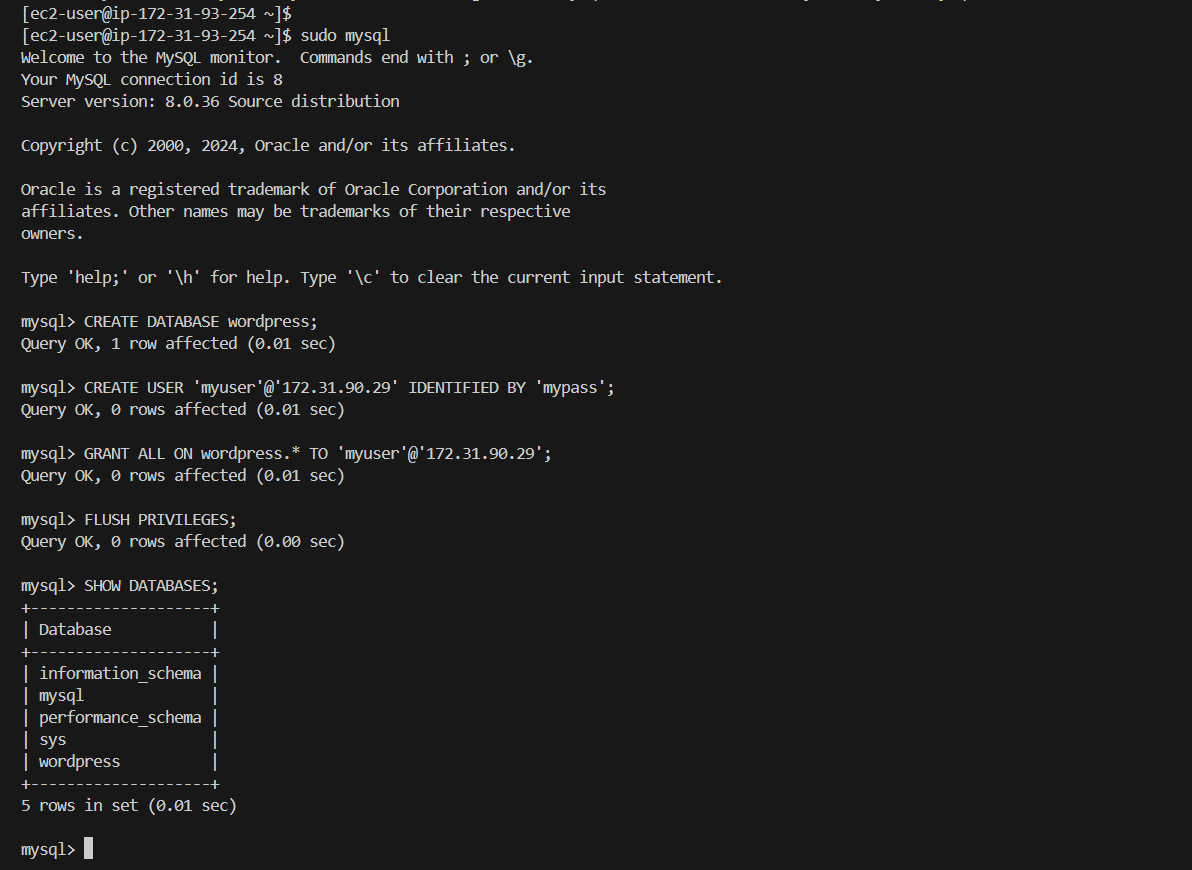 [ec2-user@ip-172-31-93-254 ~]$
[ec2-user@ip-172-31-93-254 ~]$ sudo mysql
Welcome to the MySQL monitor.  Commands end with ; or \g.
Your MySQL connection id is 8
Server version: 8.0.36 Source distribution

Copyright (c) 2000, 2024, Oracle and/or its affiliates.

Oracle is a registered trademark of Oracle Corporation and/or its
affiliates. Other names may be trademarks of their respective
owners.

Type 'help;' or '\h' for help. Type '\c' to clear the current input statement.

mysql> CREATE DATABASE wordpress;
Query OK, 1 row affected (0.01 sec)

mysql> CREATE USER 'myuser'@'172.31.90.29' IDENTIFIED BY 'mypass';
Query OK, 0 rows affected (0.01 sec)

mysql> GRANT ALL ON wordpress.* TO 'myuser'@'172.31.90.29';
Query OK, 0 rows affected (0.01 sec)

mysql> FLUSH PRIVILEGES;
Query OK, 0 rows affected (0.00 sec)

mysql> SHOW DATABASES;
+--------------------+
| Database           |
+--------------------+
| information_schema |
| mysql              |
| performance_schema |
| sys                |
| wordpress          |
+--------------------+
5 rows in set (0.01 sec)

mysql>